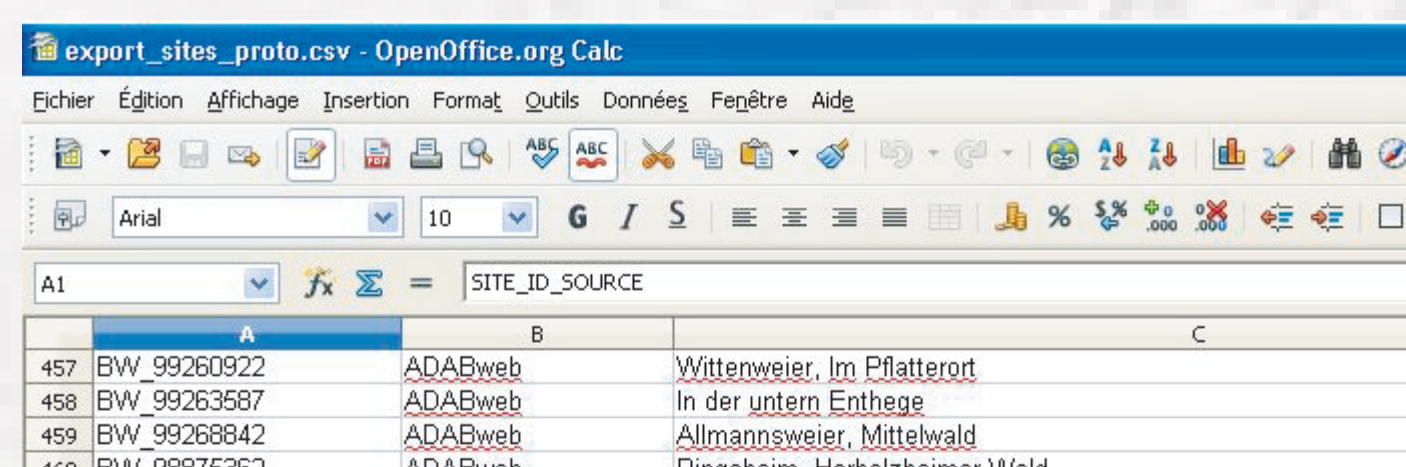 export_sites_proto.csv - OpenOffice.org Calc
Fichier Édition Affichage Insertion Format Outils Données Fenêtre Aide
Arial 10 G I S
A1 = SITE_ID_SOURCE
A B C
457 BW_99260922 ADABweb Wittenweier, Im Pflatterort
458 BW_99263587 ADABweb In der untern Enthege
459 BW_99268842 ADABweb Allmannsweier, Mittelwald